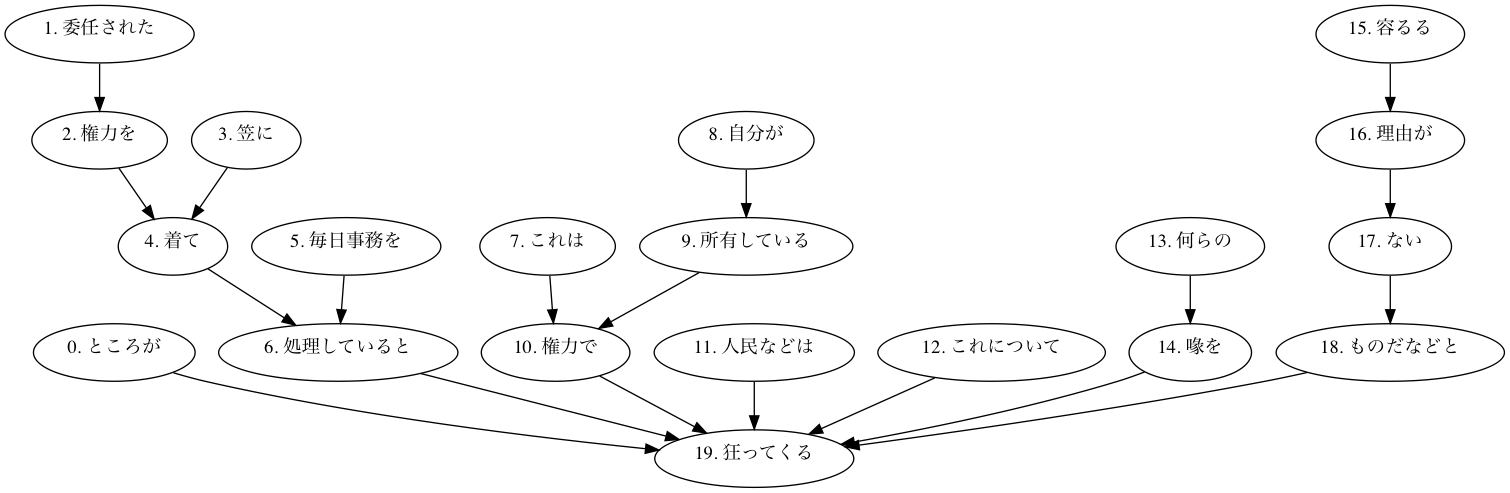 0. ところが
1. 委任された
2. 権力を
3. 笠に
4. 着て
5. 毎日事務を
6. 処理していると
7. これは
8. 自分が
9. 所有している
10. 権力で
11. 人民などは
12. これについて
13. 何らの
14. 喙を
15. 容るる
16. 理由が
17. ない
18. ものだなどと
19. 狂ってくる